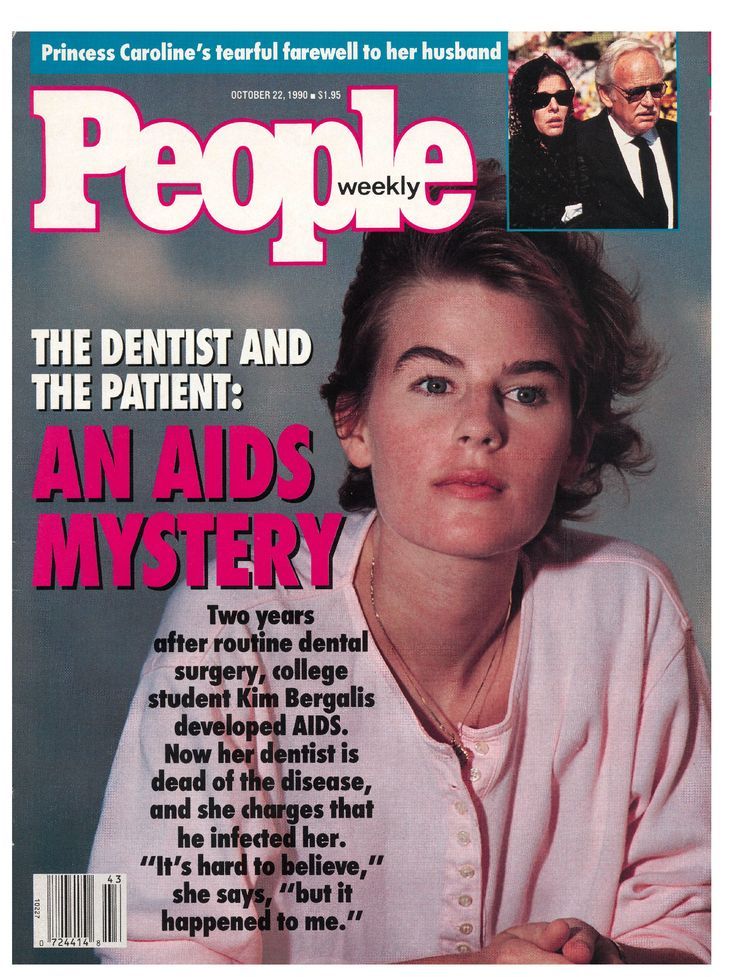 Princess Caroline's tearful farewell to her husband
OCTOBER 22, 1990 ■ $1.95
People
weekly
THE DENTIST AND
THE PATIENT:
AN AIDS
MYSTERY
Two years
after routine dental
surgery, college
student Kim Bergalis
developed AIDS.
Now her dentist is
dead of the disease,
and she charges that
he infected her.
"It's hard to believe,"
she says, "but it
happened to me."
43
10227
0 724414 8